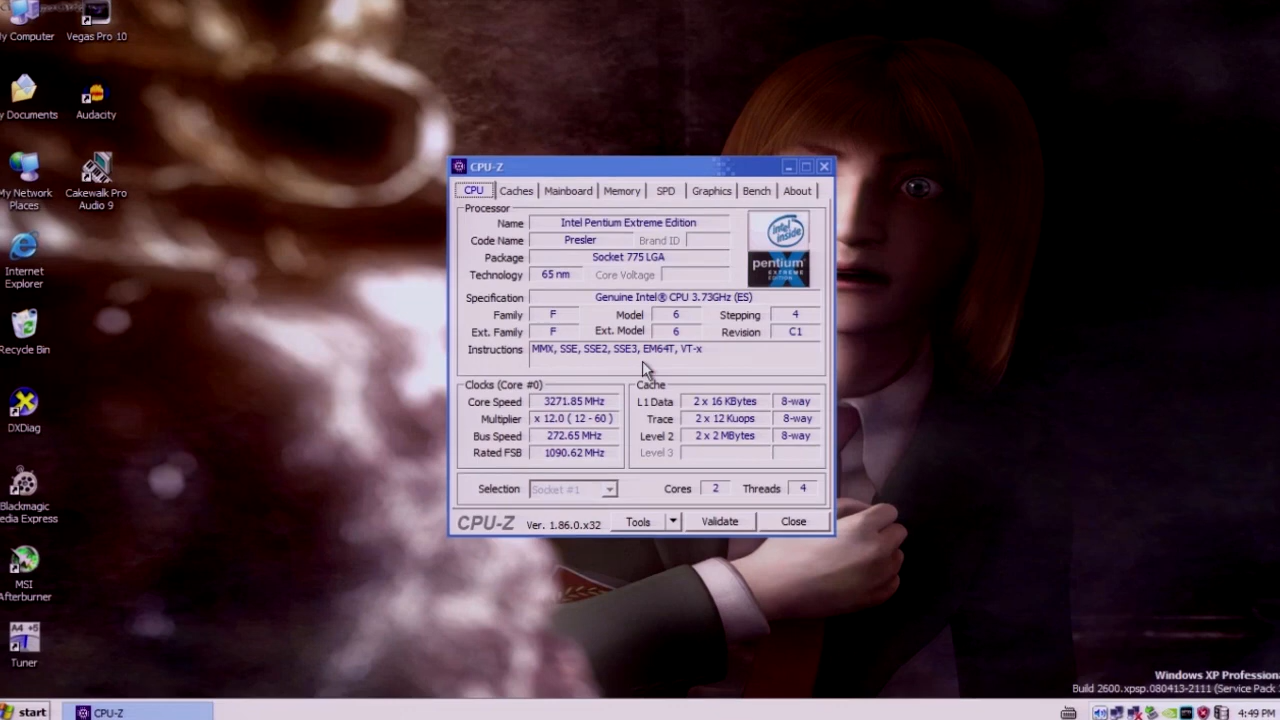 My Computer
Vegas Pro 10
My Documents
Audacity
My Network
Places
Cakewalk Pro
Audio 9
Internet
Explorer
Recycle Bin
DXDiag
Blackmagic
Media Express
MSI
Afterburner
A4 +5
Tuner
CPU-Z
CPU Caches Mainboard Memory SPD Graphics Bench About
Processor
Name Intel Pentium Extreme Edition
Code Name Presler Brand ID
Package Socket 775 LGA
Technology 65 nm Core Voltage
intel inside
pentium
EXTREME
EDITION
Specification Genuine Intel® CPU 3.73GHz (ES)
Family F Model 6 Stepping 4
Ext. Family F Ext. Model 6 Revision C1
Instructions MMX, SSE, SSE2, SSE3, EM64T, VT-x
Clocks (Core #0)
Core Speed 3271.85 MHz
Multiplier x 12.0 ( 12 - 60 )
Bus Speed 272.65 MHz
Rated FSB 1090.62 MHz
Cache
L1 Data 2 x 16 KBytes 8-way
Trace 2 x 12 Kuops 8-way
Level 2 2 x 2 MBytes 8-way
Level 3
Selection Socket #1 Cores 2 Threads 4
CPU-Z Ver. 1.86.0.x32 Tools Validate Close
Windows XP Professiona
Build 2600.xpsp.080413-2111 (Service Pack
start CPU-Z 4:49 PM